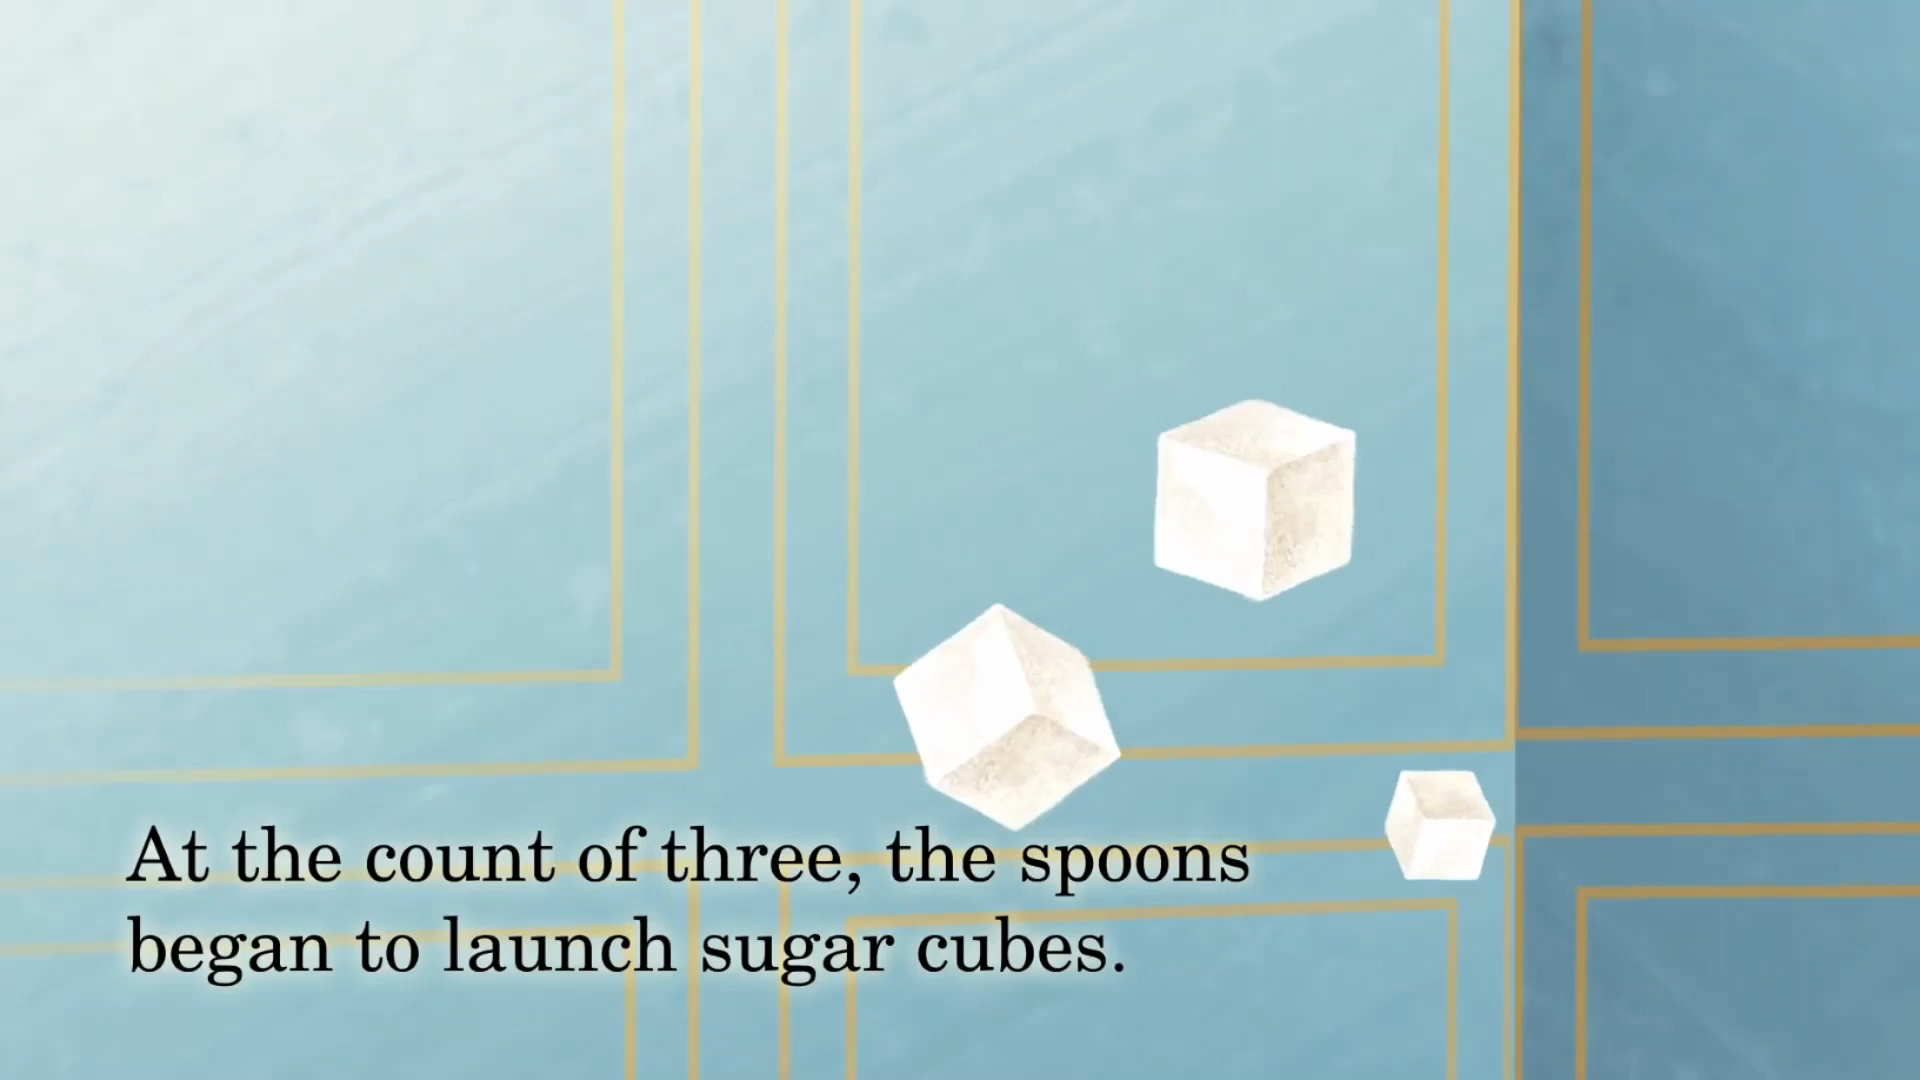 At the count of three, the spoons
began to launch sugar cubes.